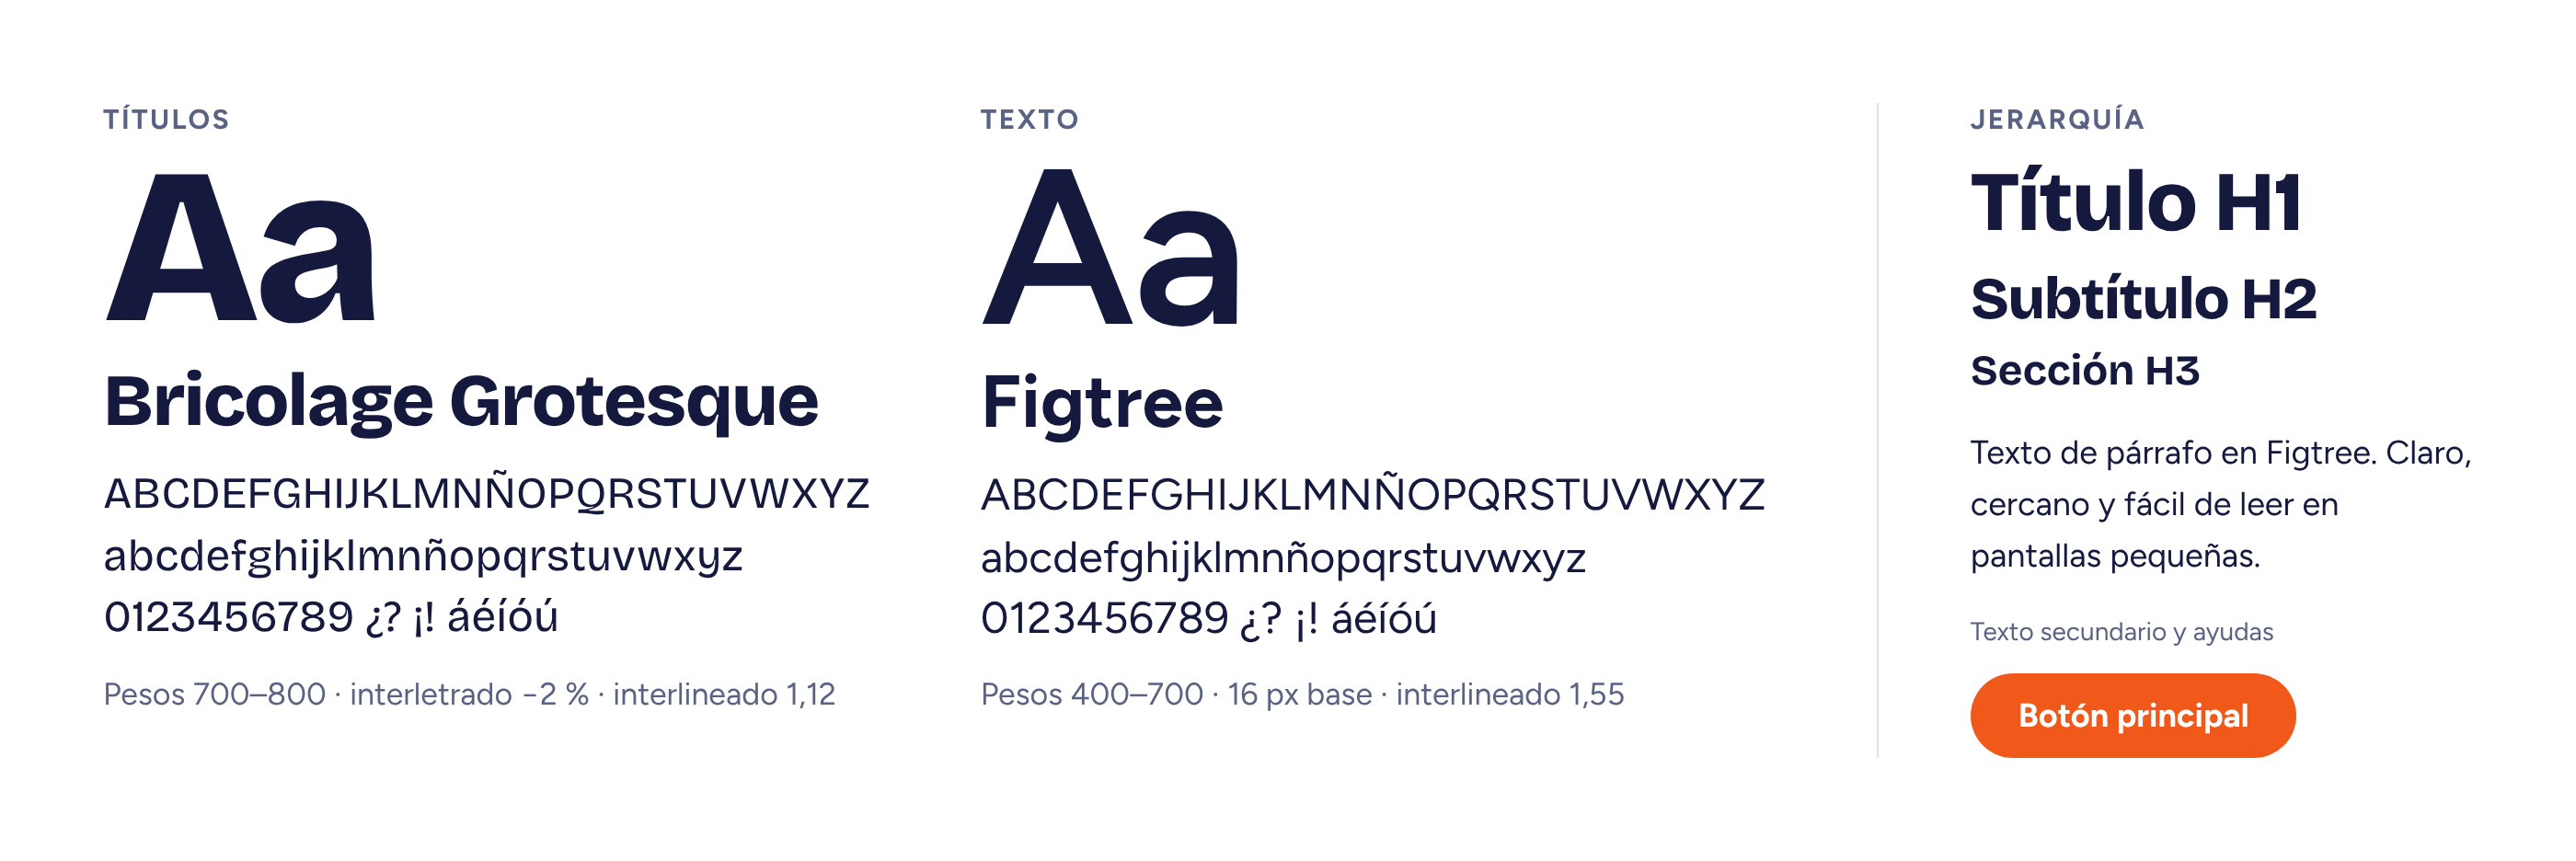 TÍTULOS
Aa
Bricolage Grotesque
ABCDEFGHIJKLMNÑOPQRSTUVWXYZ
abcdefghijklmnñopqrstuvwxyz
0123456789 ¿? ¡! áéíóú
Pesos 700–800 · interletrado −2 % · interlineado 1,12
TEXTO
Aa
Figtree
ABCDEFGHIJKLMNÑOPQRSTUVWXYZ
abcdefghijklmnñopqrstuvwxyz
0123456789 ¿? ¡! áéíóú
Pesos 400–700 · 16 px base · interlineado 1,55
JERARQUÍA
Título H1
Subtítulo H2
Sección H3
Texto de párrafo en Figtree. Claro,
cercano y fácil de leer en
pantallas pequeñas.
Texto secundario y ayudas
Botón principal